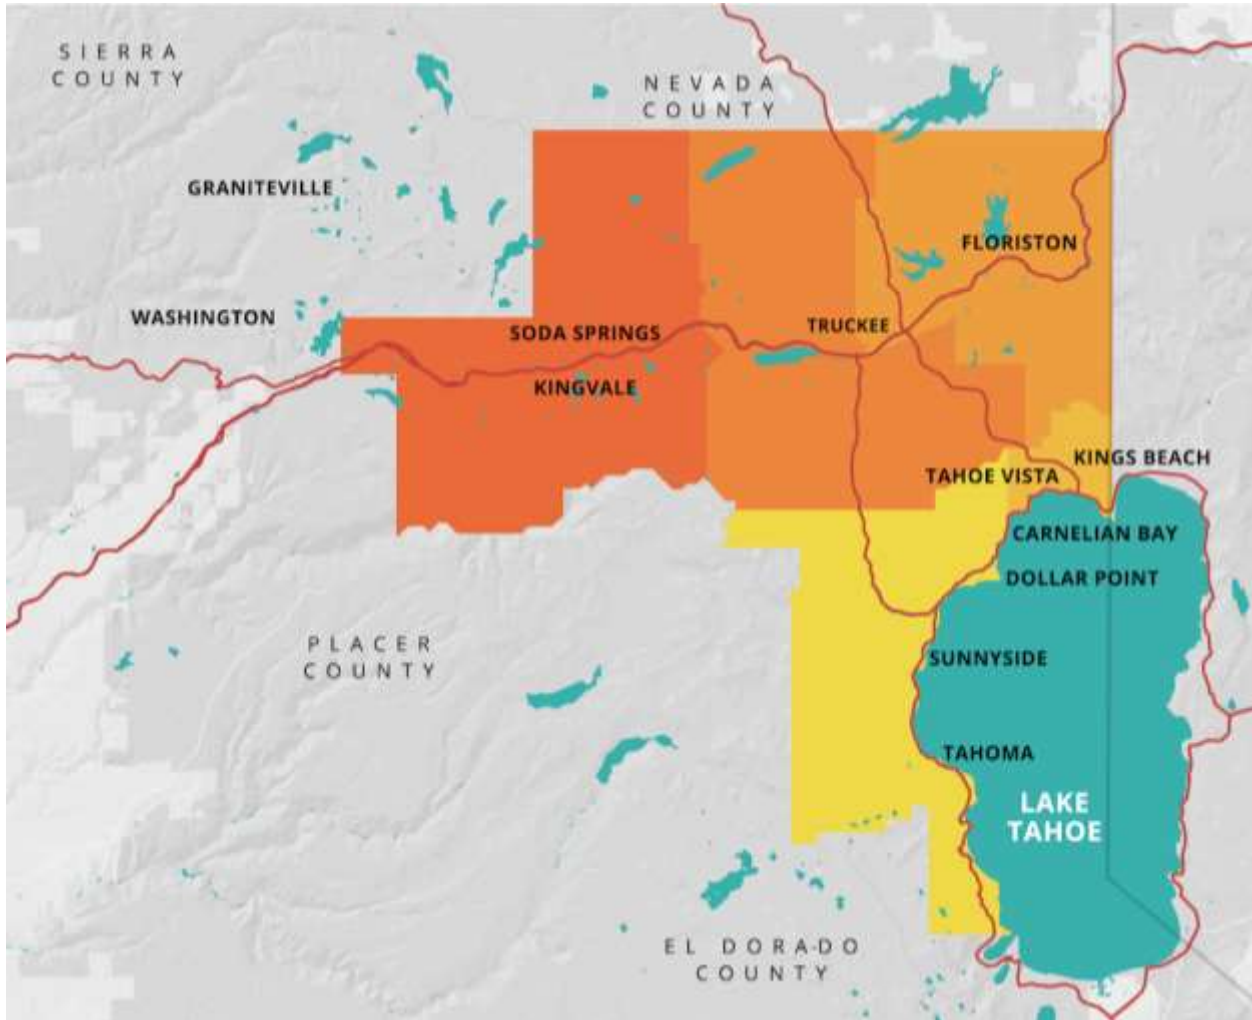 SIERRA
COUNTY
NEVADA
COUNTY
GRANITEVILLE
FLORISTON
WASHINGTON
SODA SPRINGS
TRUCKEE
KINGVALE
KINGS BEACH
TAHOE VISTA
CARNELIAN BAY
DOLLAR POINT
PLACER
COUNTY
SUNNYSIDE
TAHOMA
LAKE
TAHOE
EL DORADO
COUNTY